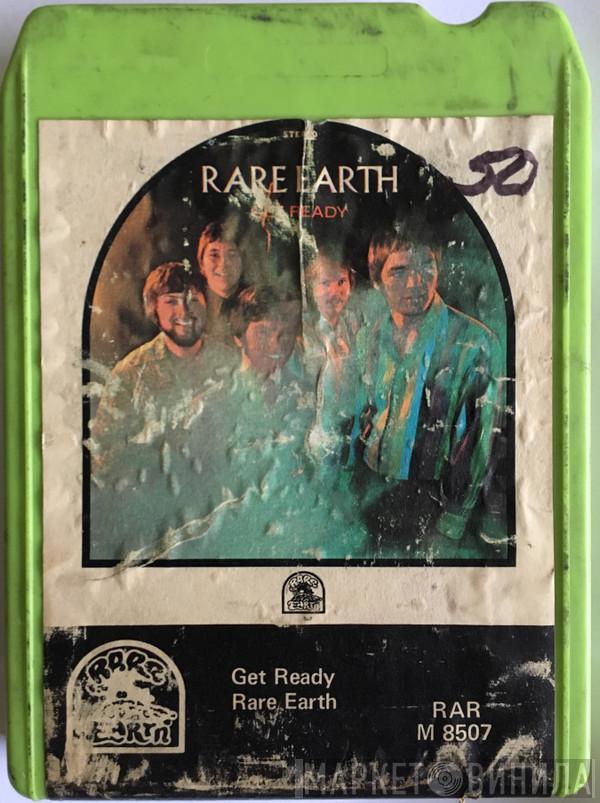 STEREO
RARE EARTH
GET READY
50
RARE
EARTH
RARE
EARTH
Get Ready
Rare Earth
RAR
M 8507
МАРКЕТ ВИНИЛА